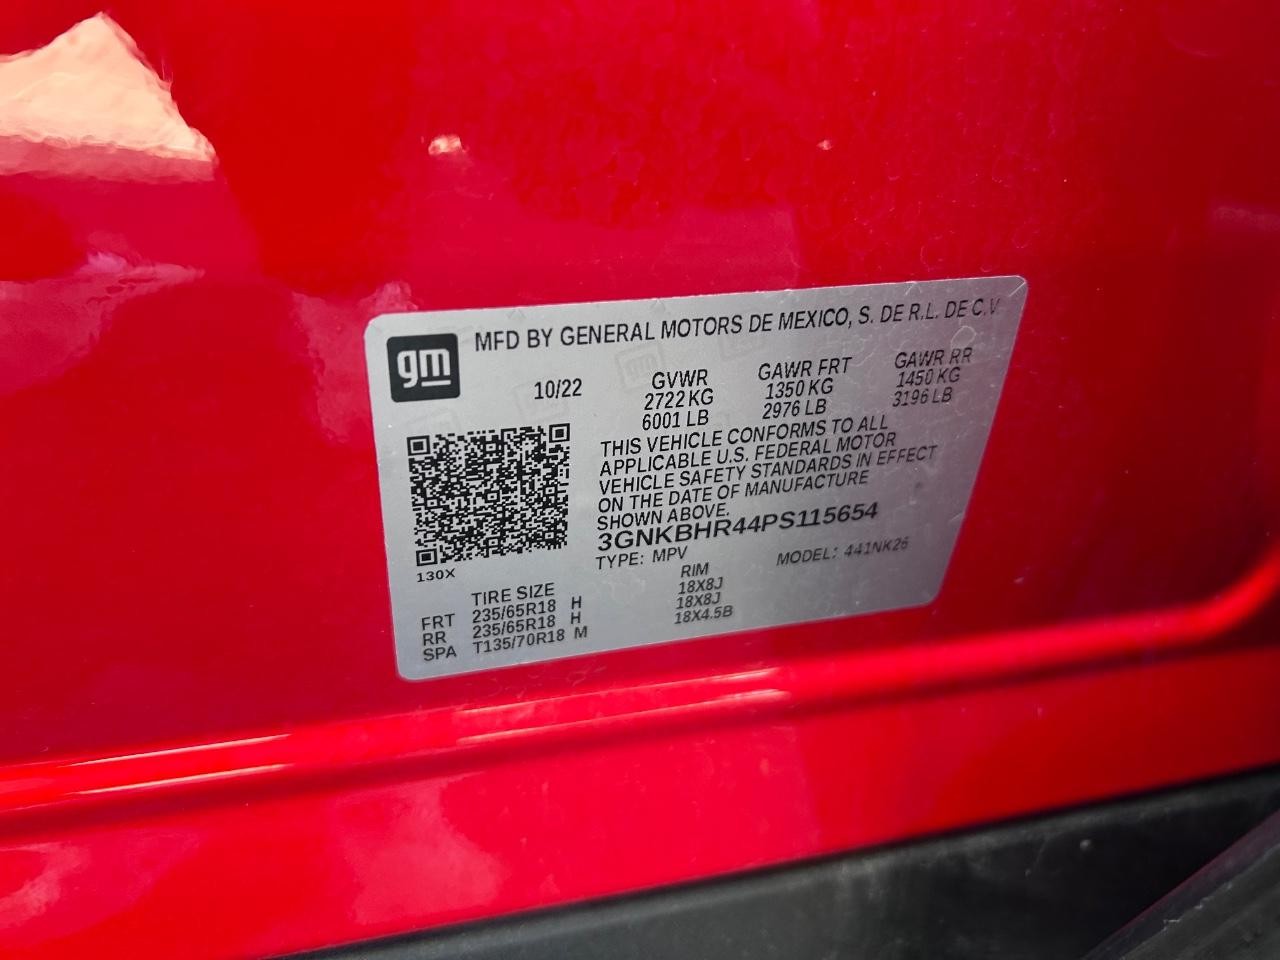 gm
MFD BY GENERAL MOTORS DE MEXICO, S. DE R.L. DE C.V
10/22
GVWR GAWR FRT GAWR RR
2722 KG 1350 KG 1450 KG
6001 LB 2976 LB 3196 LB
THIS VEHICLE CONFORMS TO ALL
APPLICABLE U.S. FEDERAL MOTOR
VEHICLE SAFETY STANDARDS IN EFFECT
ON THE DATE OF MANUFACTURE
SHOWN ABOVE.
3GNKBHR44PS115654
TYPE: MPV MODEL: 441NK26
130X
TIRE SIZE RIM
FRT 235/65R18 H 18X8J
RR 235/65R18 H 18X8J
SPA T135/70R18 M 18X4.5B